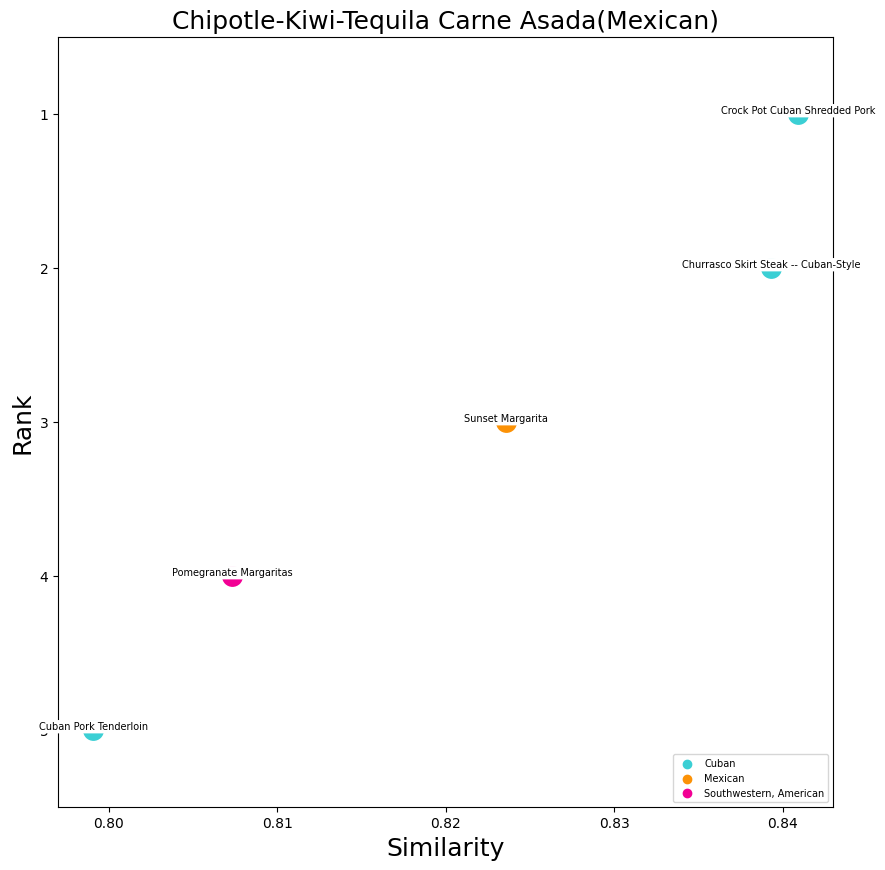 Chipotle-Kiwi-Tequila Carne Asada(Mexican)
1
Crock Pot Cuban Shredded Pork
2
Churrasco Skirt Steak -- Cuban-Style
Rank
3
Sunset Margarita
4
Pomegranate Margaritas
Cuban Pork Tenderloin
Cuban
Mexican
Southwestern, American
0.80 0.81 0.82 0.83 0.84
Similarity